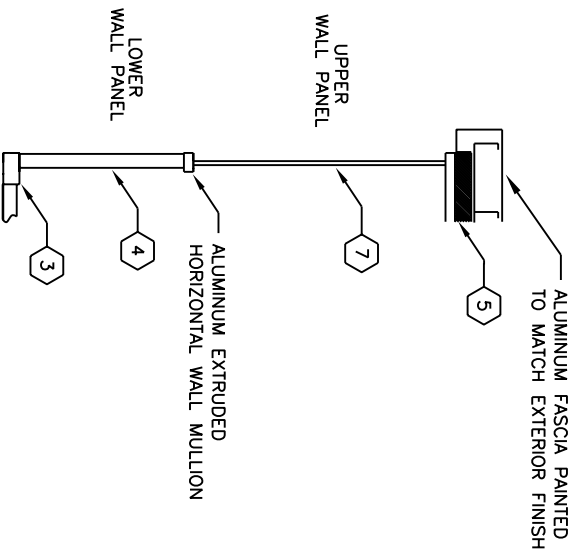 ALUMINUM FASCIA PAINTED
TO MATCH EXTERIOR FINISH
5
UPPER
WALL PANEL
7
ALUMINUM EXTRUDED
HORIZONTAL WALL MULLION
LOWER
WALL PANEL
4
3